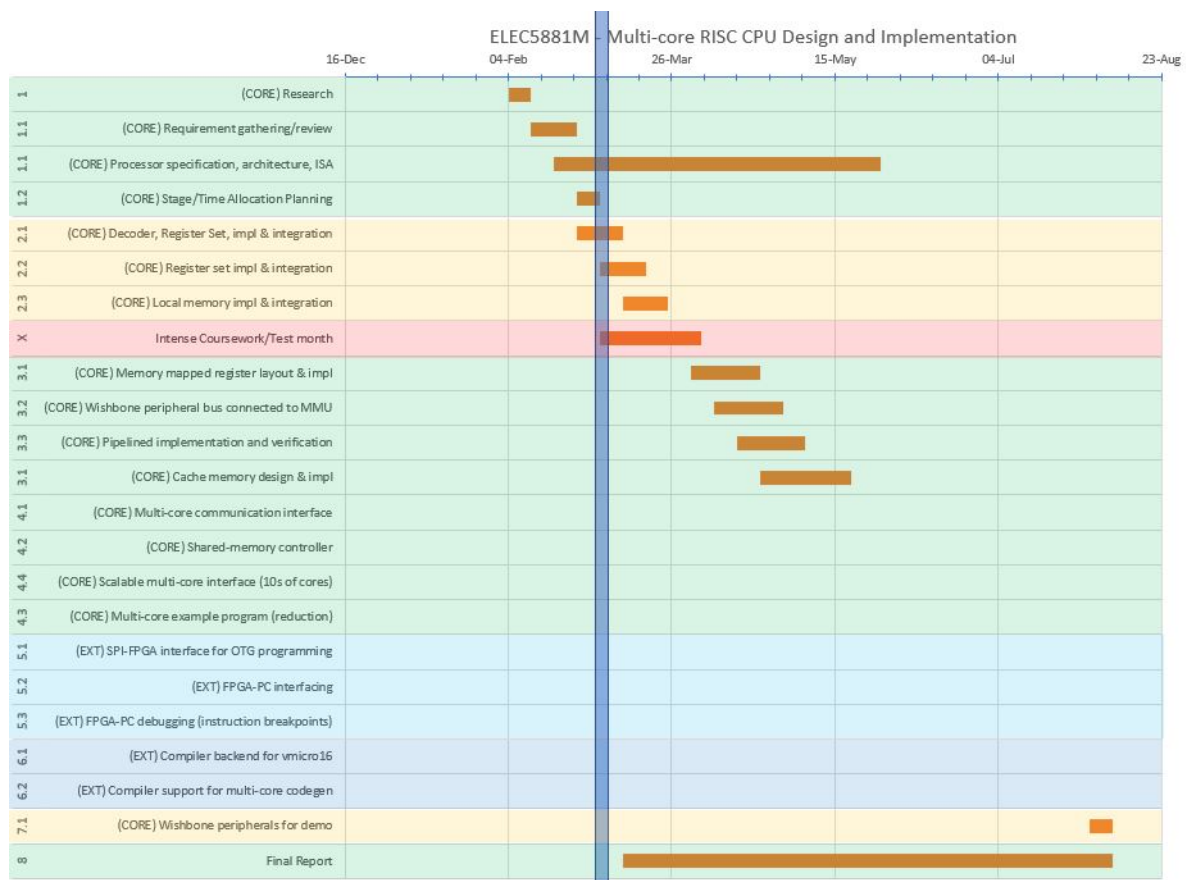 ELEC5881M - Multi-core RISC CPU Design and Implementation
16-Dec 04-Feb 26-Mar 15-May 04-Jul 23-Aug
1 (CORE) Research
1.1 (CORE) Requirement gathering/review
1.1 (CORE) Processor specification, architecture, ISA
1.2 (CORE) Stage/Time Allocation Planning
2.1 (CORE) Decoder, Register Set, impl & integration
2.2 (CORE) Register set impl & integration
2.3 (CORE) Local memory impl & integration
X Intense Coursework/Test month
3.1 (CORE) Memory mapped register layout & impl
3.2 (CORE) Wishbone peripheral bus connected to MMU
3.3 (CORE) Pipelined implementation and verification
3.1 (CORE) Cache memory design & impl
4.1 (CORE) Multi-core communication interface
4.2 (CORE) Shared-memory controller
4.4 (CORE) Scalable multi-core interface (10s of cores)
4.3 (CORE) Multi-core example program (reduction)
5.1 (EXT) SPI-FPGA interface for OTG programming
5.2 (EXT) FPGA-PC interfacing
5.3 (EXT) FPGA-PC debugging (instruction breakpoints)
6.1 (EXT) Compiler backend for vmicro16
6.2 (EXT) Compiler support for multi-core codegen
7.1 (CORE) Wishbone peripherals for demo
8 Final Report